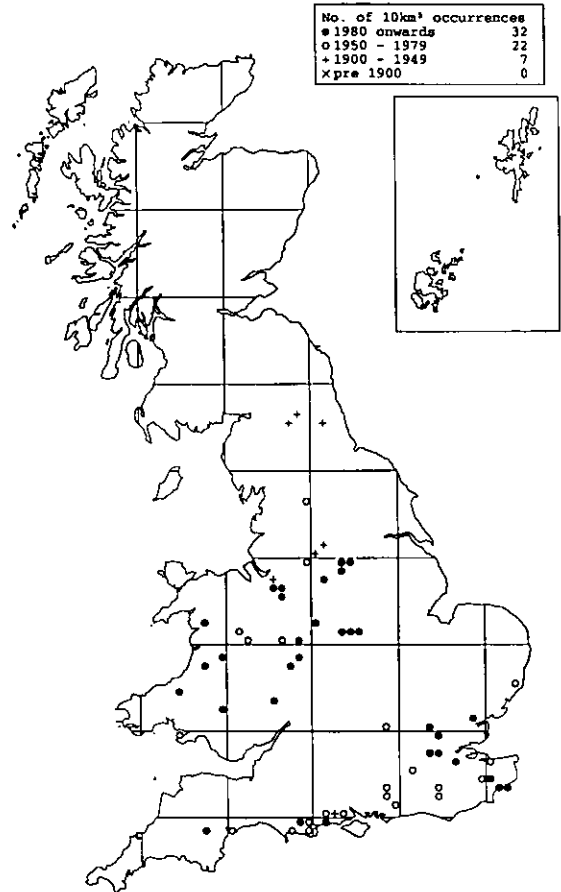 No. of 10km² occurrences
● 1980 onwards 32
○ 1950 - 1979 22
+ 1900 - 1949 7
× pre 1900 0